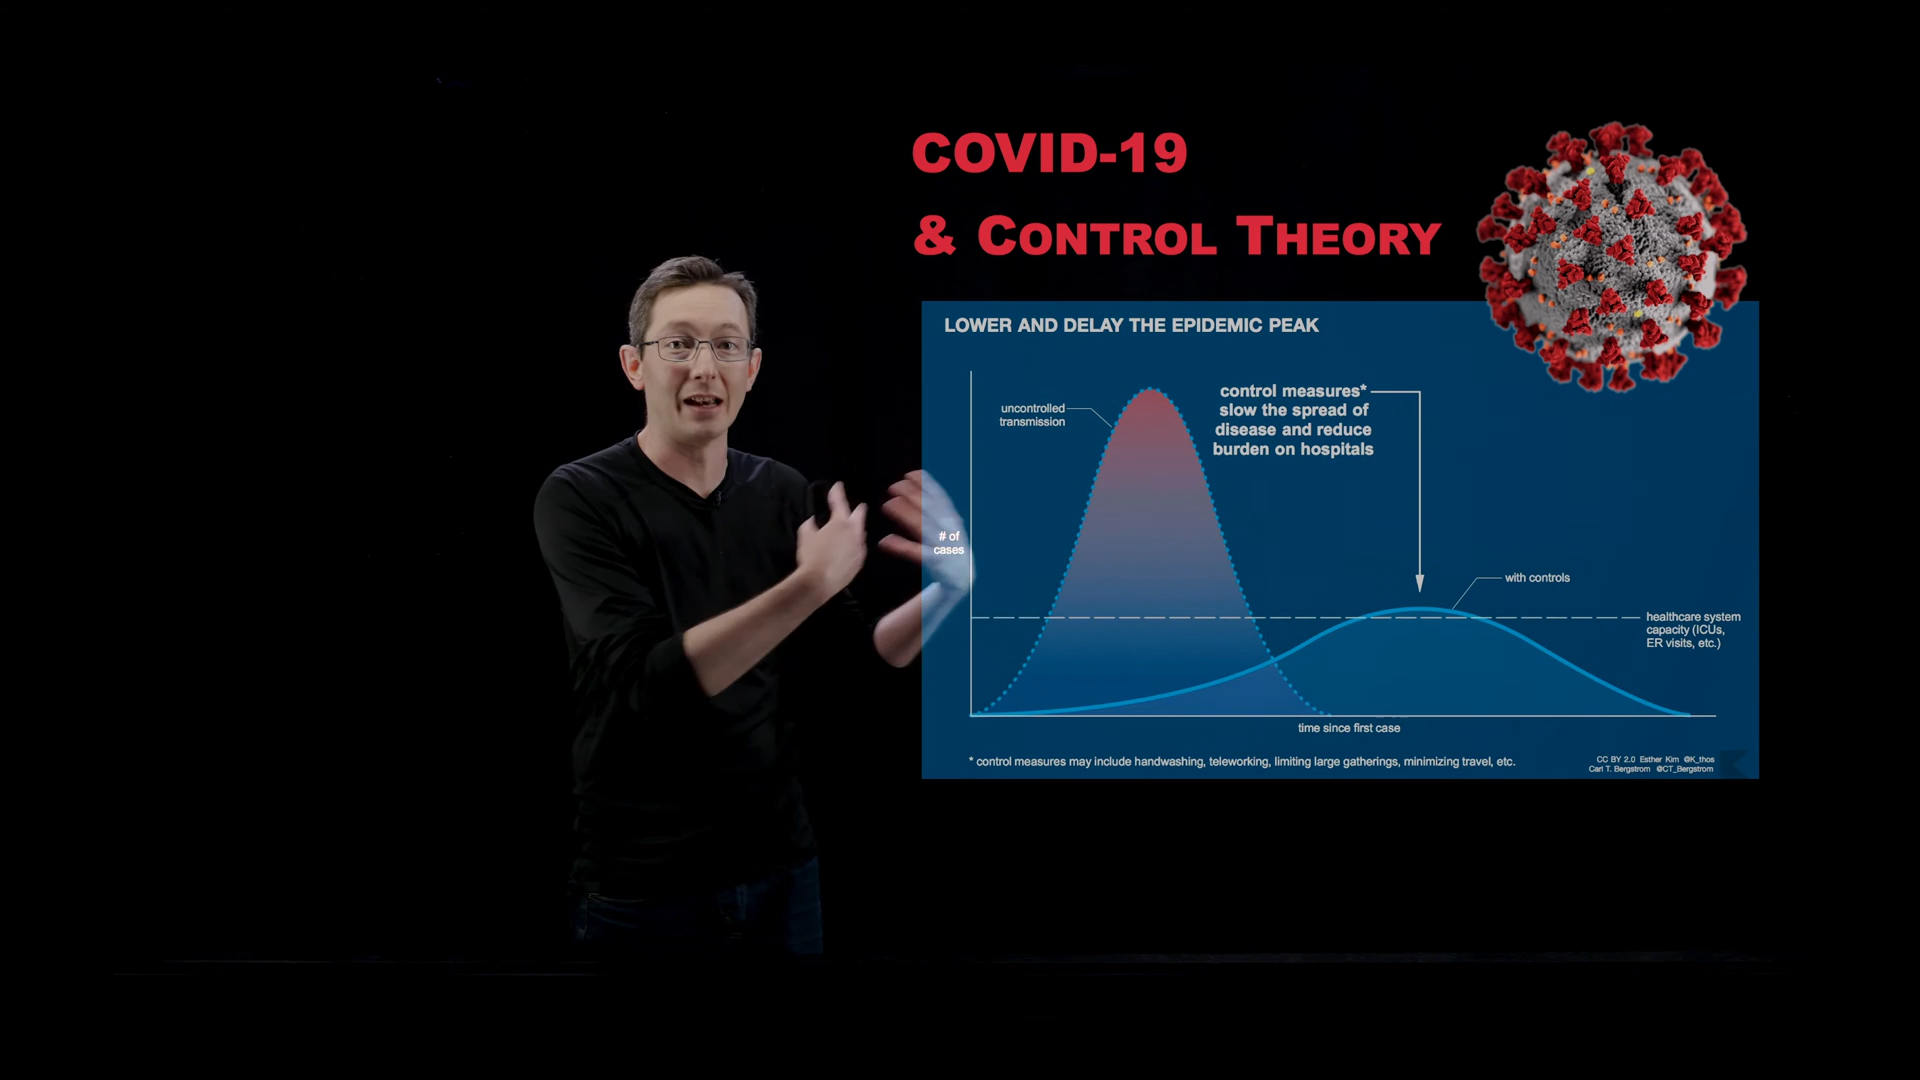 COVID-19
& CONTROL THEORY
LOWER AND DELAY THE EPIDEMIC PEAK
uncontrolled
transmission
control measures*
slow the spread of
disease and reduce
burden on hospitals
# of
cases
with controls
healthcare system
capacity (ICUs,
ER visits, etc.)
time since first case
* control measures may include handwashing, teleworking, limiting large gatherings, minimizing travel, etc.
CC BY 2.0 Esther Kim @K_thos
Carl T. Bergstrom @CT_Bergstrom